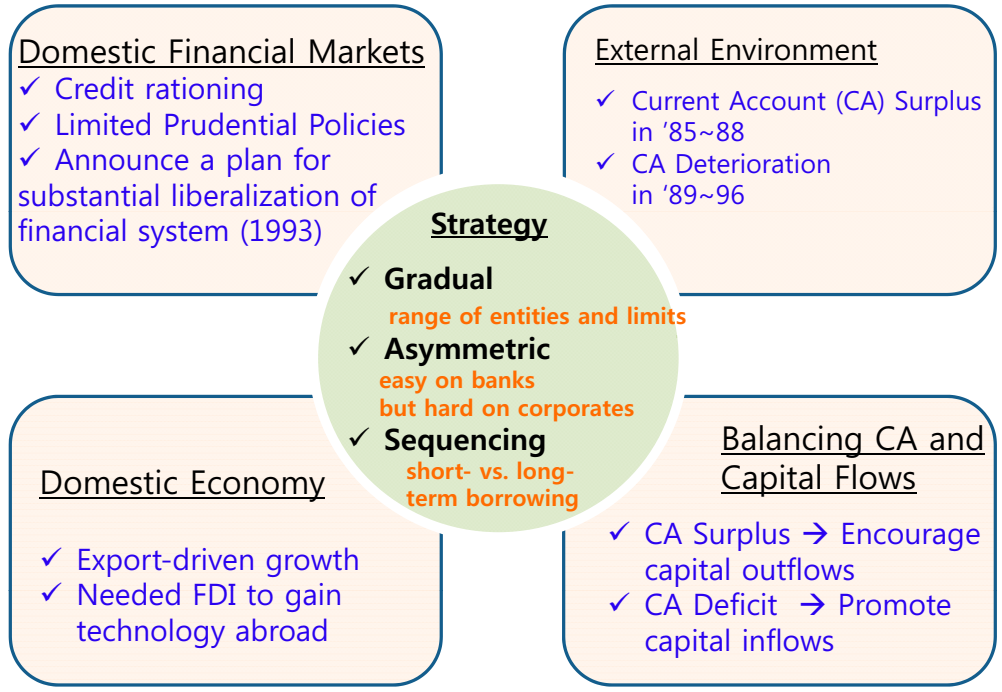 Domestic Financial Markets
✓ Credit rationing
✓ Limited Prudential Policies
✓ Announce a plan for
substantial liberalization of
financial system (1993)
External Environment
✓ Current Account (CA) Surplus
in ’85~88
✓ CA Deterioration
in ‘89~96
Strategy
✓ Gradual
range of entities and limits
✓ Asymmetric
easy on banks
but hard on corporates
✓ Sequencing
short- vs. long-
term borrowing
Domestic Economy
✓ Export-driven growth
✓ Needed FDI to gain
technology abroad
Balancing CA and
Capital Flows
✓ CA Surplus → Encourage
capital outflows
✓ CA Deficit → Promote
capital inflows